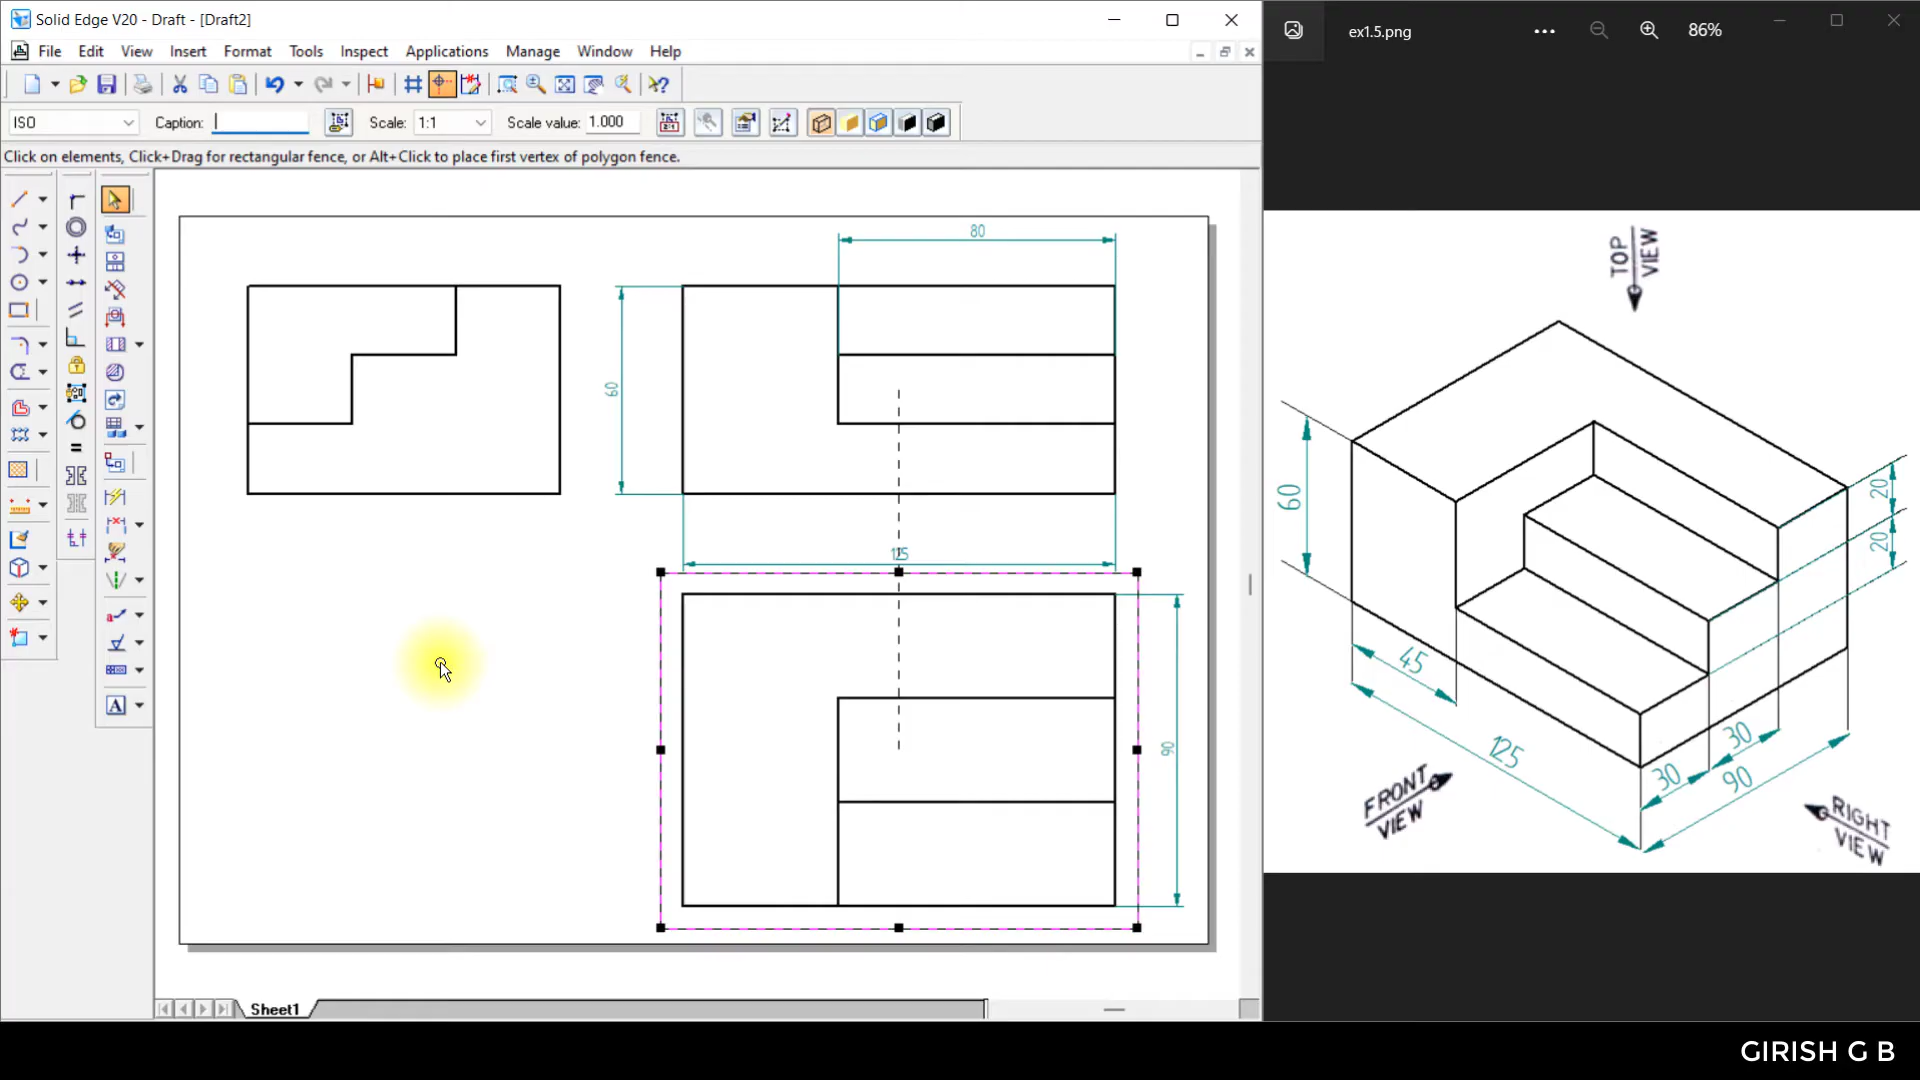 Solid Edge V20 - Draft - [Draft2]
File Edit View Insert Format Tools Inspect Applications Manage Window Help
ISO Caption: Scale: 1:1 Scale value: 1.000
Click on elements, Click+Drag for rectangular fence, or Alt+Click to place first vertex of polygon fence.
80
60
125
90
A
Sheet1
ex1.5.png 86%
TOP
VIEW
60
20
20
45
125
30
30
90
FRONT
VIEW
RIGHT
VIEW
GIRISH G B